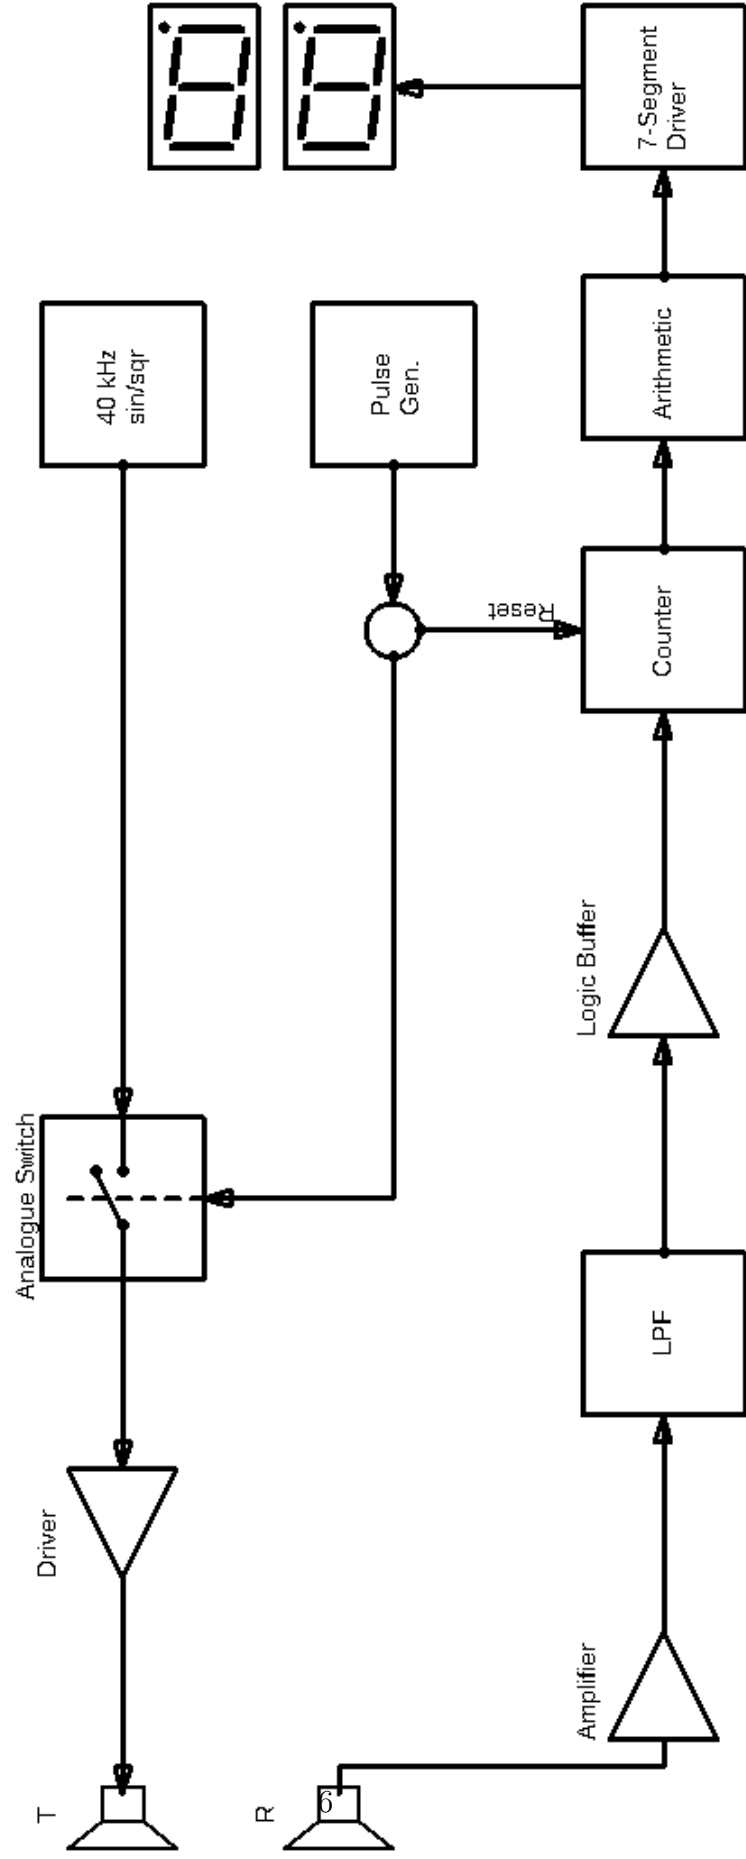 T
Driver
Analogue Switch
40 kHz
sin/sqr
R
6
Pulse
Gen.
Reset
Amplifier
LPF
Logic Buffer
Counter
Arithmetic
7-Segment
Driver